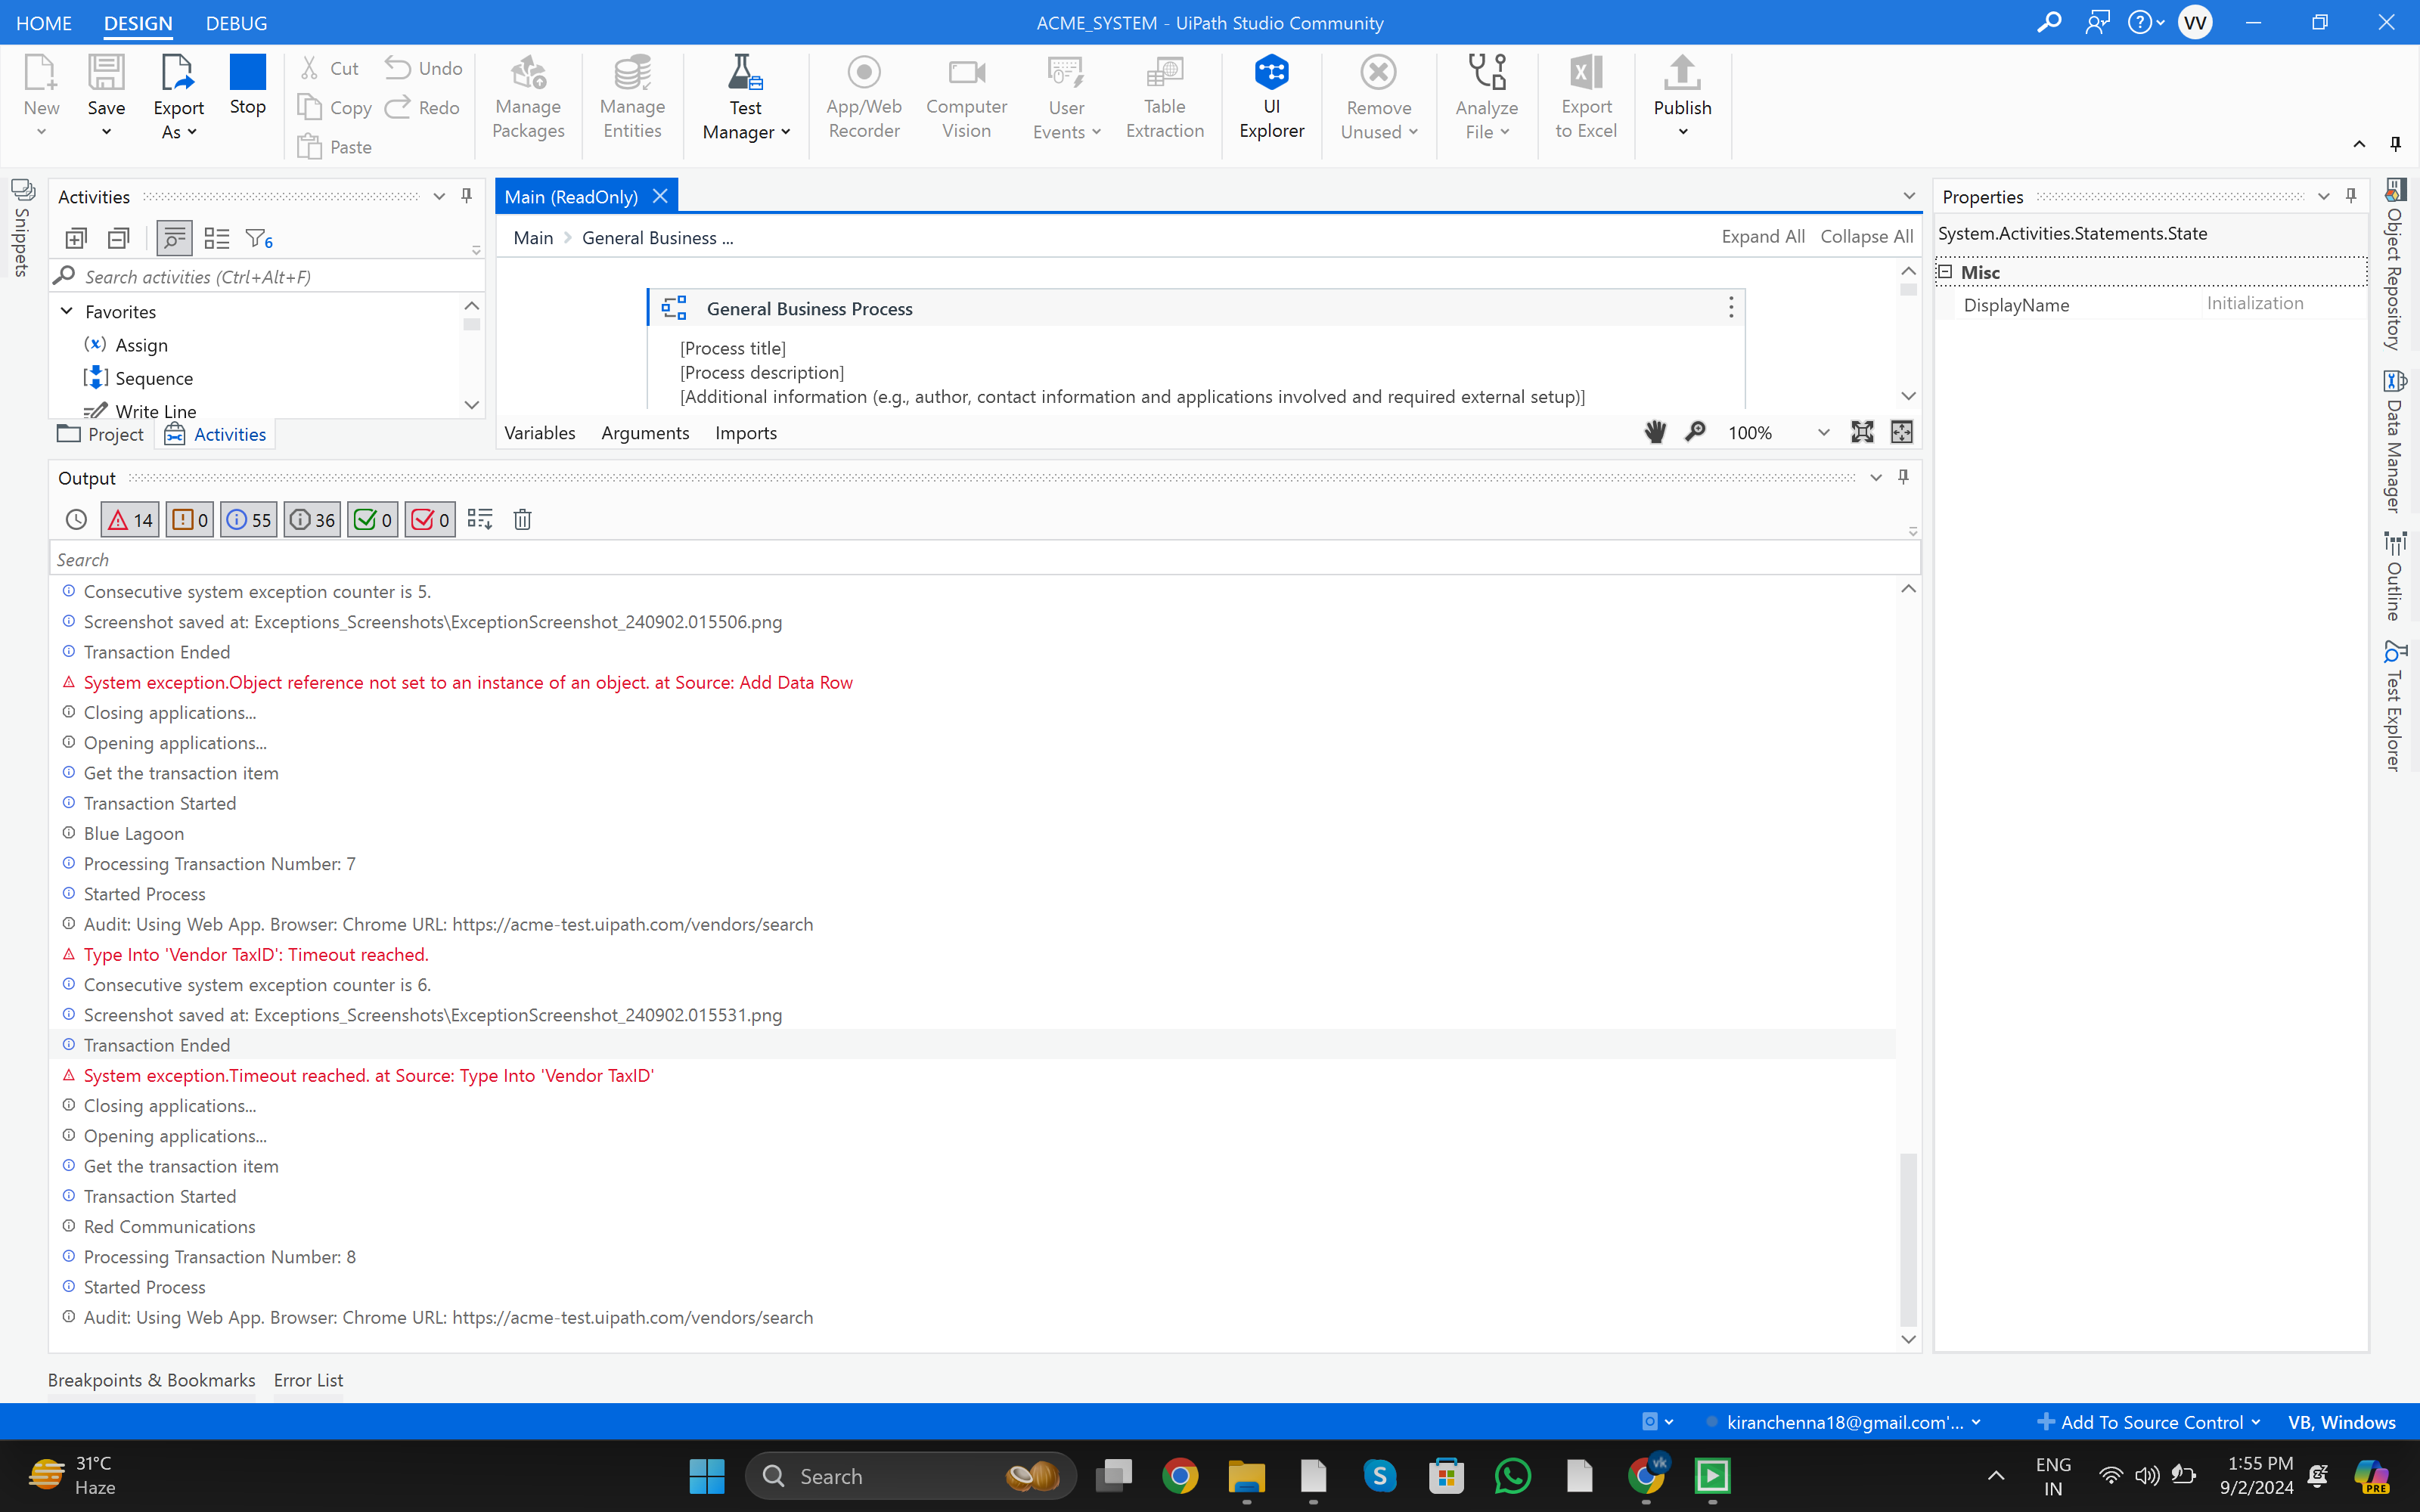 HOME DESIGN DEBUG ACME_SYSTEM - UiPath Studio Community VV
New Save Export As Stop Cut Copy Paste Undo Redo
Manage Packages Manage Entities Test Manager App/Web Recorder Computer Vision User Events Table Extraction UI Explorer Remove Unused Analyze File Export to Excel Publish
Snippets
Activities
6
Search activities (Ctrl+Alt+F)
Favorites
Assign
Sequence
Write Line
Project Activities
Main (ReadOnly)
Main General Business ... Expand All Collapse All
General Business Process
[Process title]
[Process description]
[Additional information (e.g., author, contact information and applications involved and required external setup)]
Variables Arguments Imports 100%
Properties
System.Activities.Statements.State
Misc
DisplayName Initialization
Object Repository
Data Manager
Outline
Test Explorer
Output
14 0 55 36 0 0
Search
Consecutive system exception counter is 5.
Screenshot saved at: Exceptions_Screenshots\ExceptionScreenshot_240902.015506.png
Transaction Ended
System exception.Object reference not set to an instance of an object. at Source: Add Data Row
Closing applications...
Opening applications...
Get the transaction item
Transaction Started
Blue Lagoon
Processing Transaction Number: 7
Started Process
Audit: Using Web App. Browser: Chrome URL: https://acme-test.uipath.com/vendors/search
Type Into 'Vendor TaxID': Timeout reached.
Consecutive system exception counter is 6.
Screenshot saved at: Exceptions_Screenshots\ExceptionScreenshot_240902.015531.png
Transaction Ended
System exception.Timeout reached. at Source: Type Into 'Vendor TaxID'
Closing applications...
Opening applications...
Get the transaction item
Transaction Started
Red Communications
Processing Transaction Number: 8
Started Process
Audit: Using Web App. Browser: Chrome URL: https://acme-test.uipath.com/vendors/search
Breakpoints & Bookmarks Error List
kiranchenna18@gmail.com'... Add To Source Control VB, Windows
31°C
Haze
Search
vk
ENG
IN
1:55 PM
9/2/2024
PRE